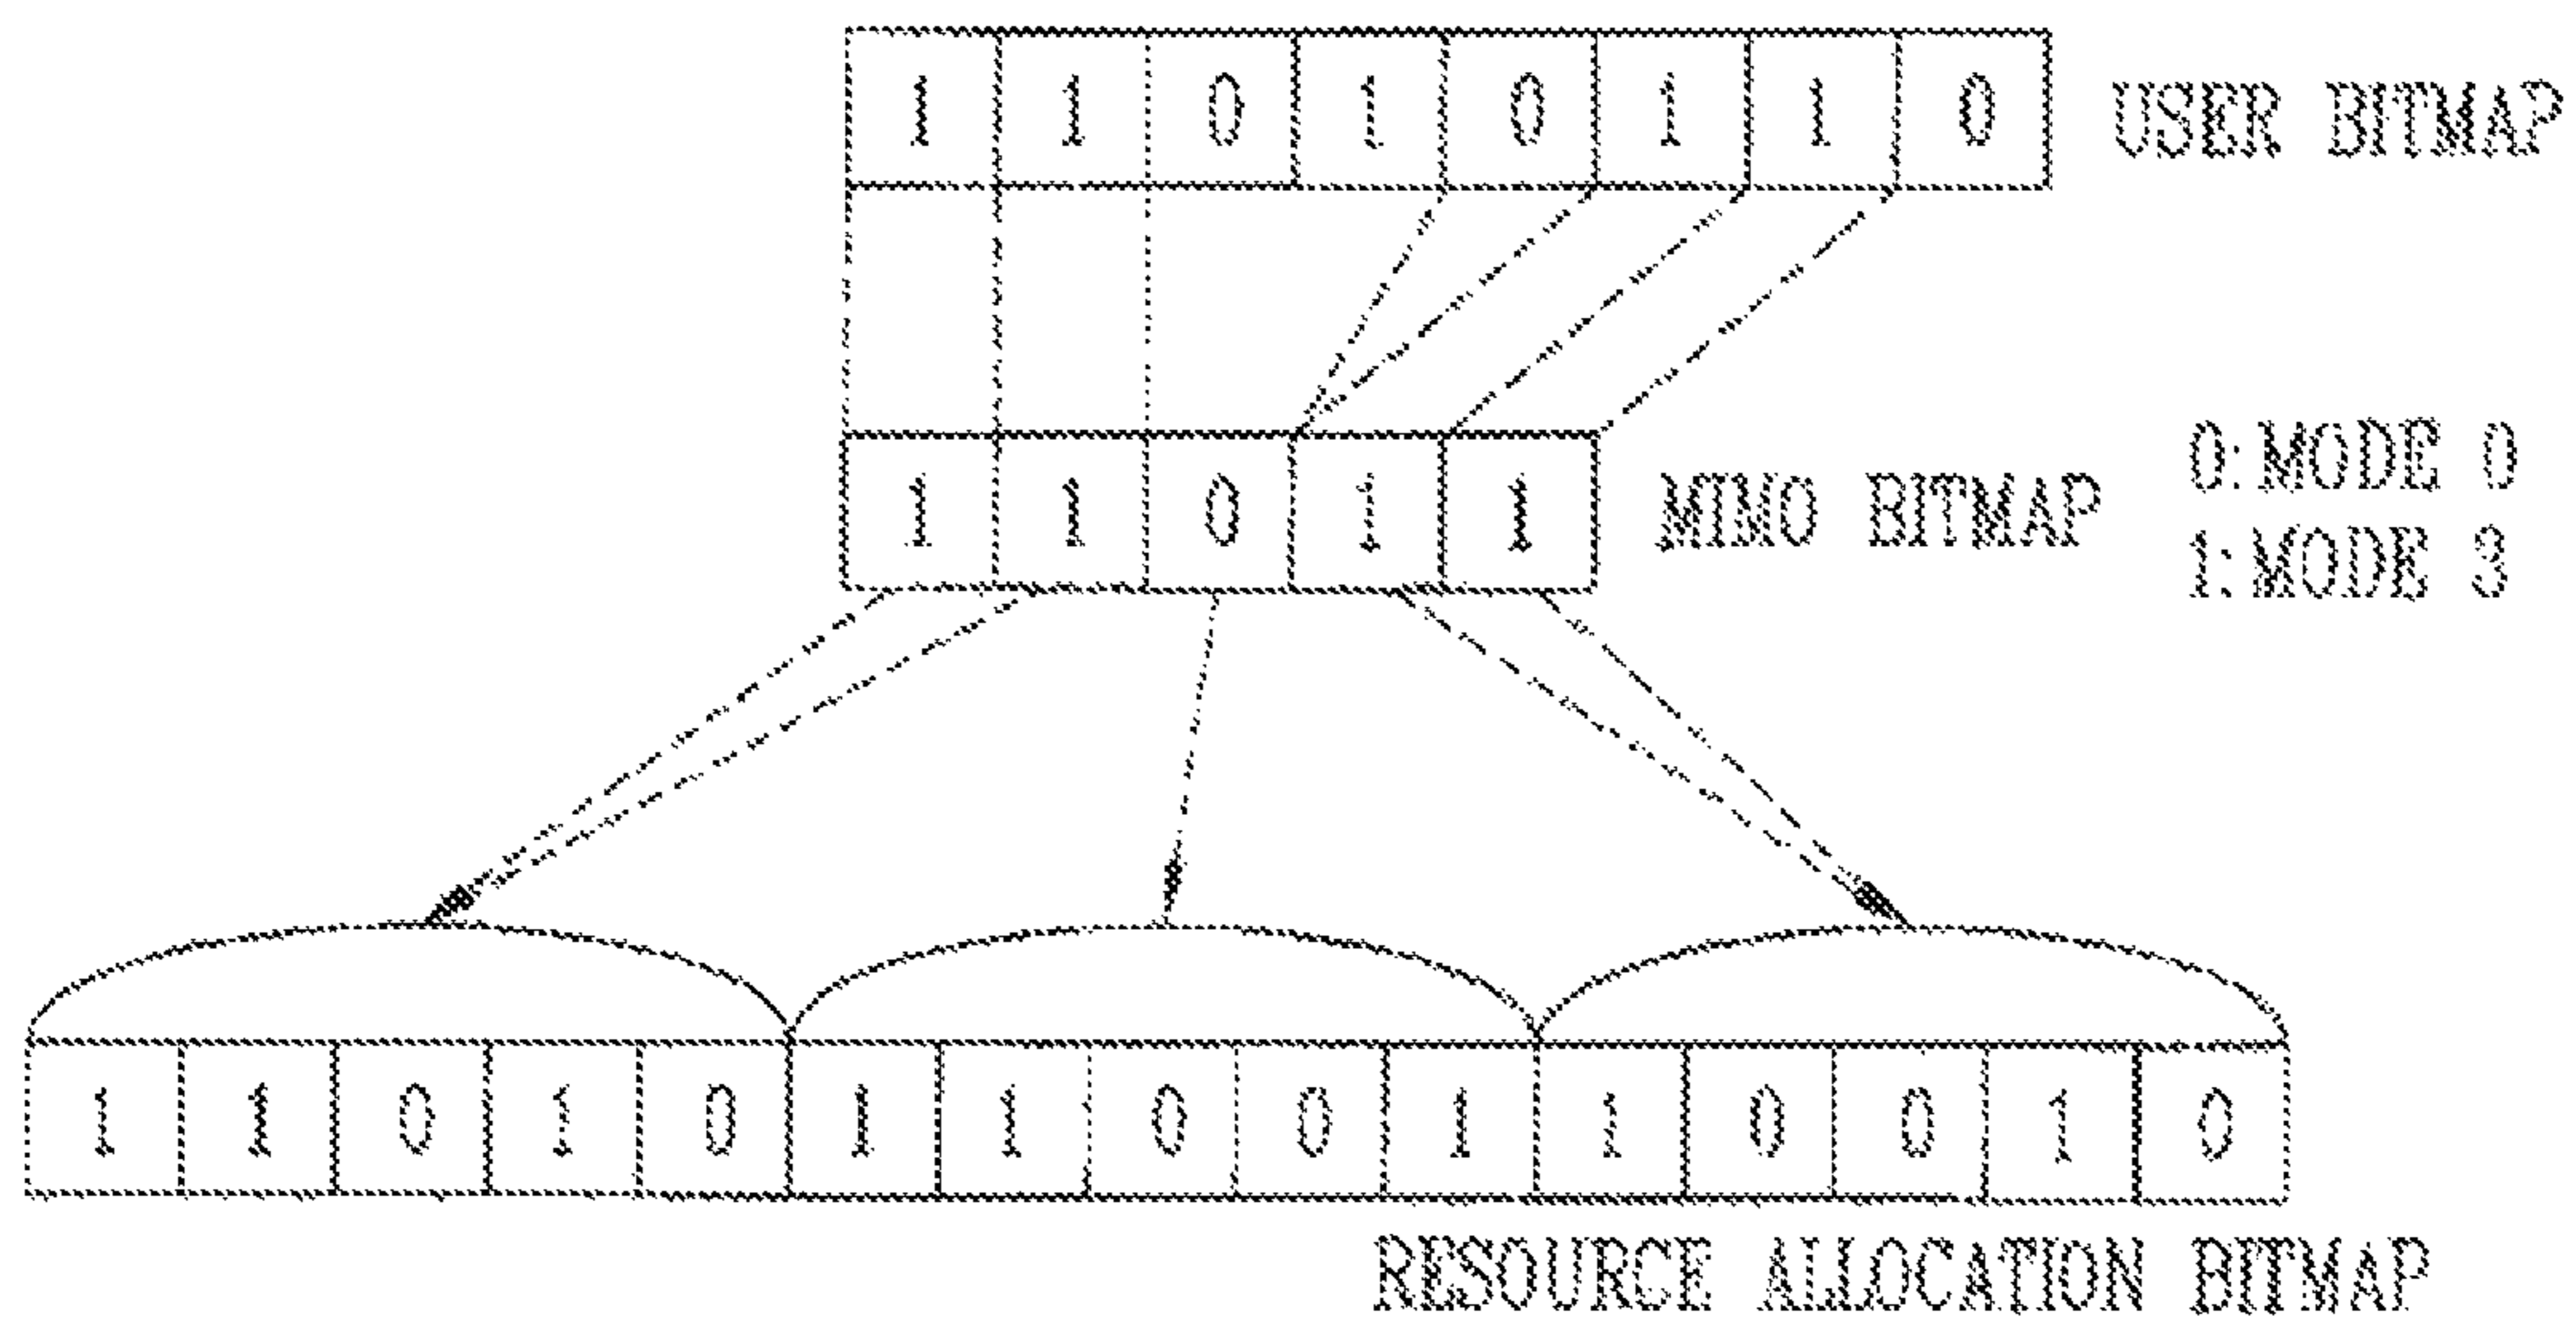 1 1 0 1 0 1 1 0 USER BITMAP
1 1 0 1 1 MIMO BITMAP
0: MODE 0
1: MODE 3
1 1 0 1 0 1 1 0 0 1 1 0 0 1 0
RESOURCE ALLOCATION BITMAP